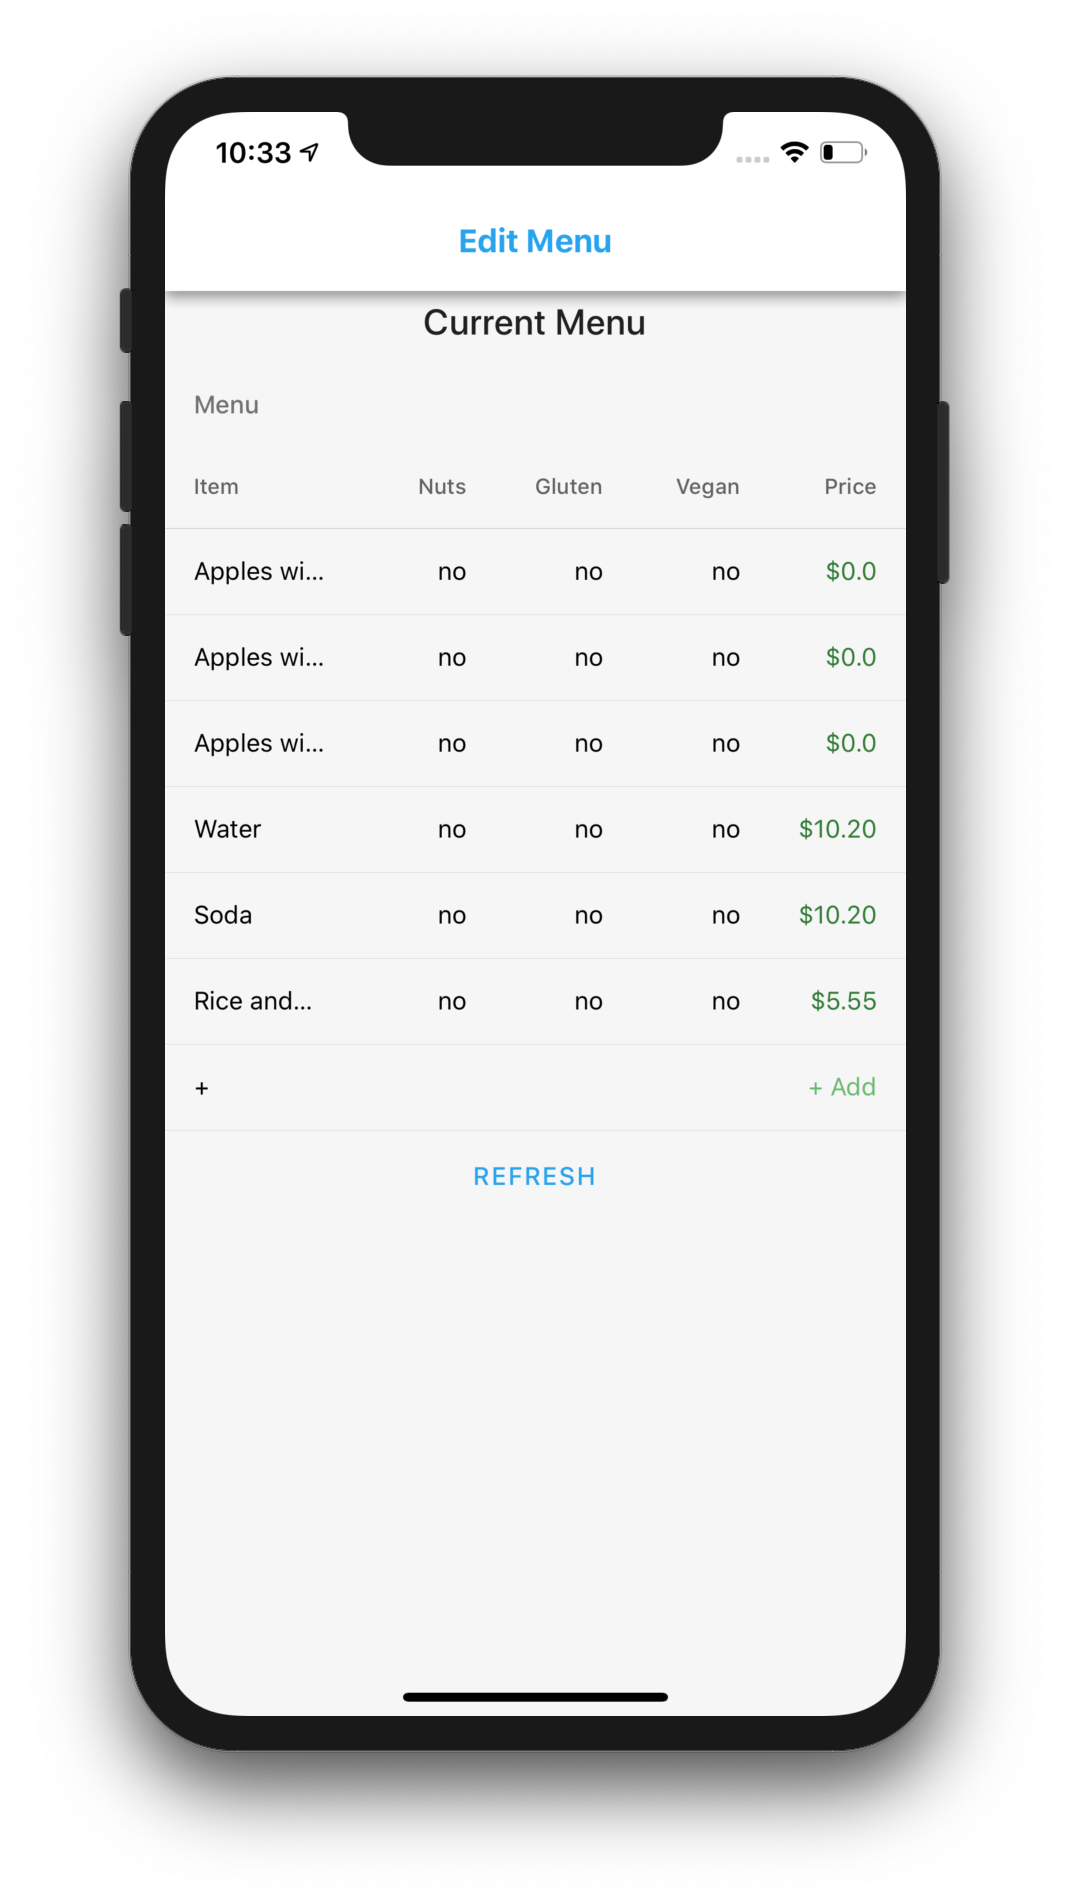 10:33
Edit Menu
Current Menu
Menu
Item Nuts Gluten Vegan Price
Apples wi... no no no $0.0
Apples wi... no no no $0.0
Apples wi... no no no $0.0
Water no no no $10.20
Soda no no no $10.20
Rice and... no no no $5.55
+ + Add
REFRESH